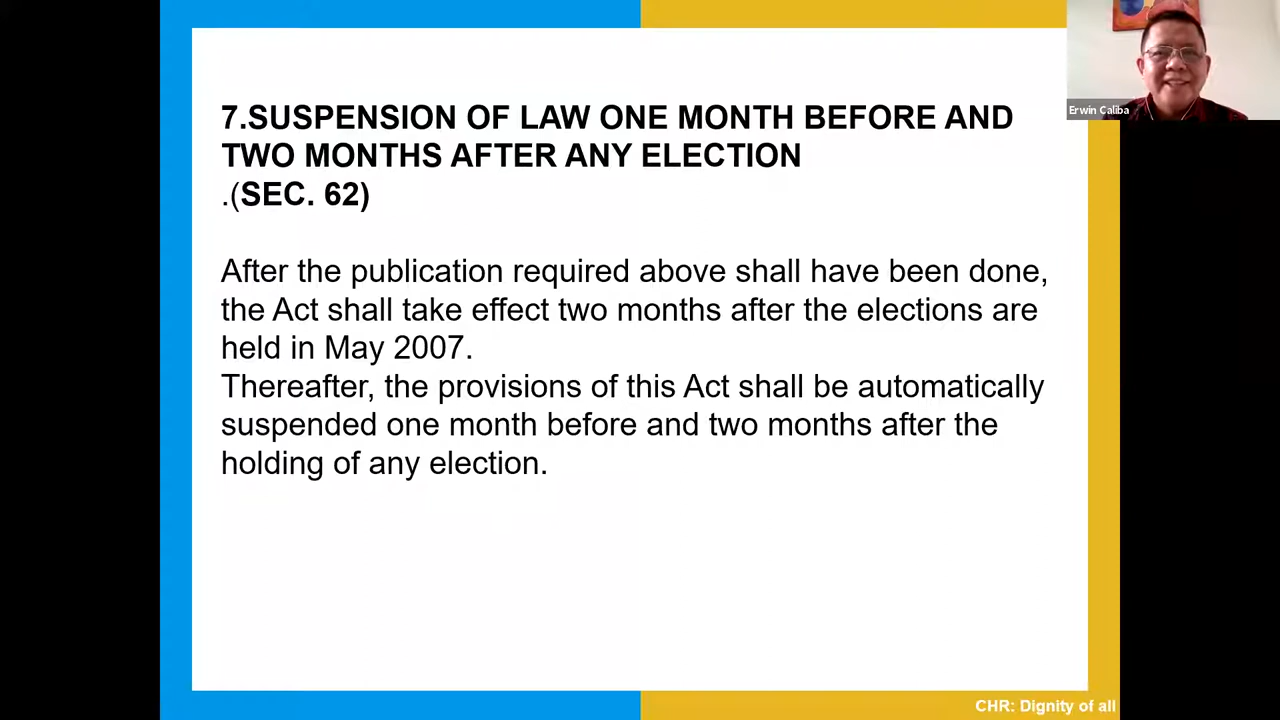 7.SUSPENSION OF LAW ONE MONTH BEFORE AND
TWO MONTHS AFTER ANY ELECTION
.(SEC. 62)
After the publication required above shall have been done,
the Act shall take effect two months after the elections are
held in May 2007.
Thereafter, the provisions of this Act shall be automatically
suspended one month before and two months after the
holding of any election.
Erwin Caliba
CHR: Dignity of all